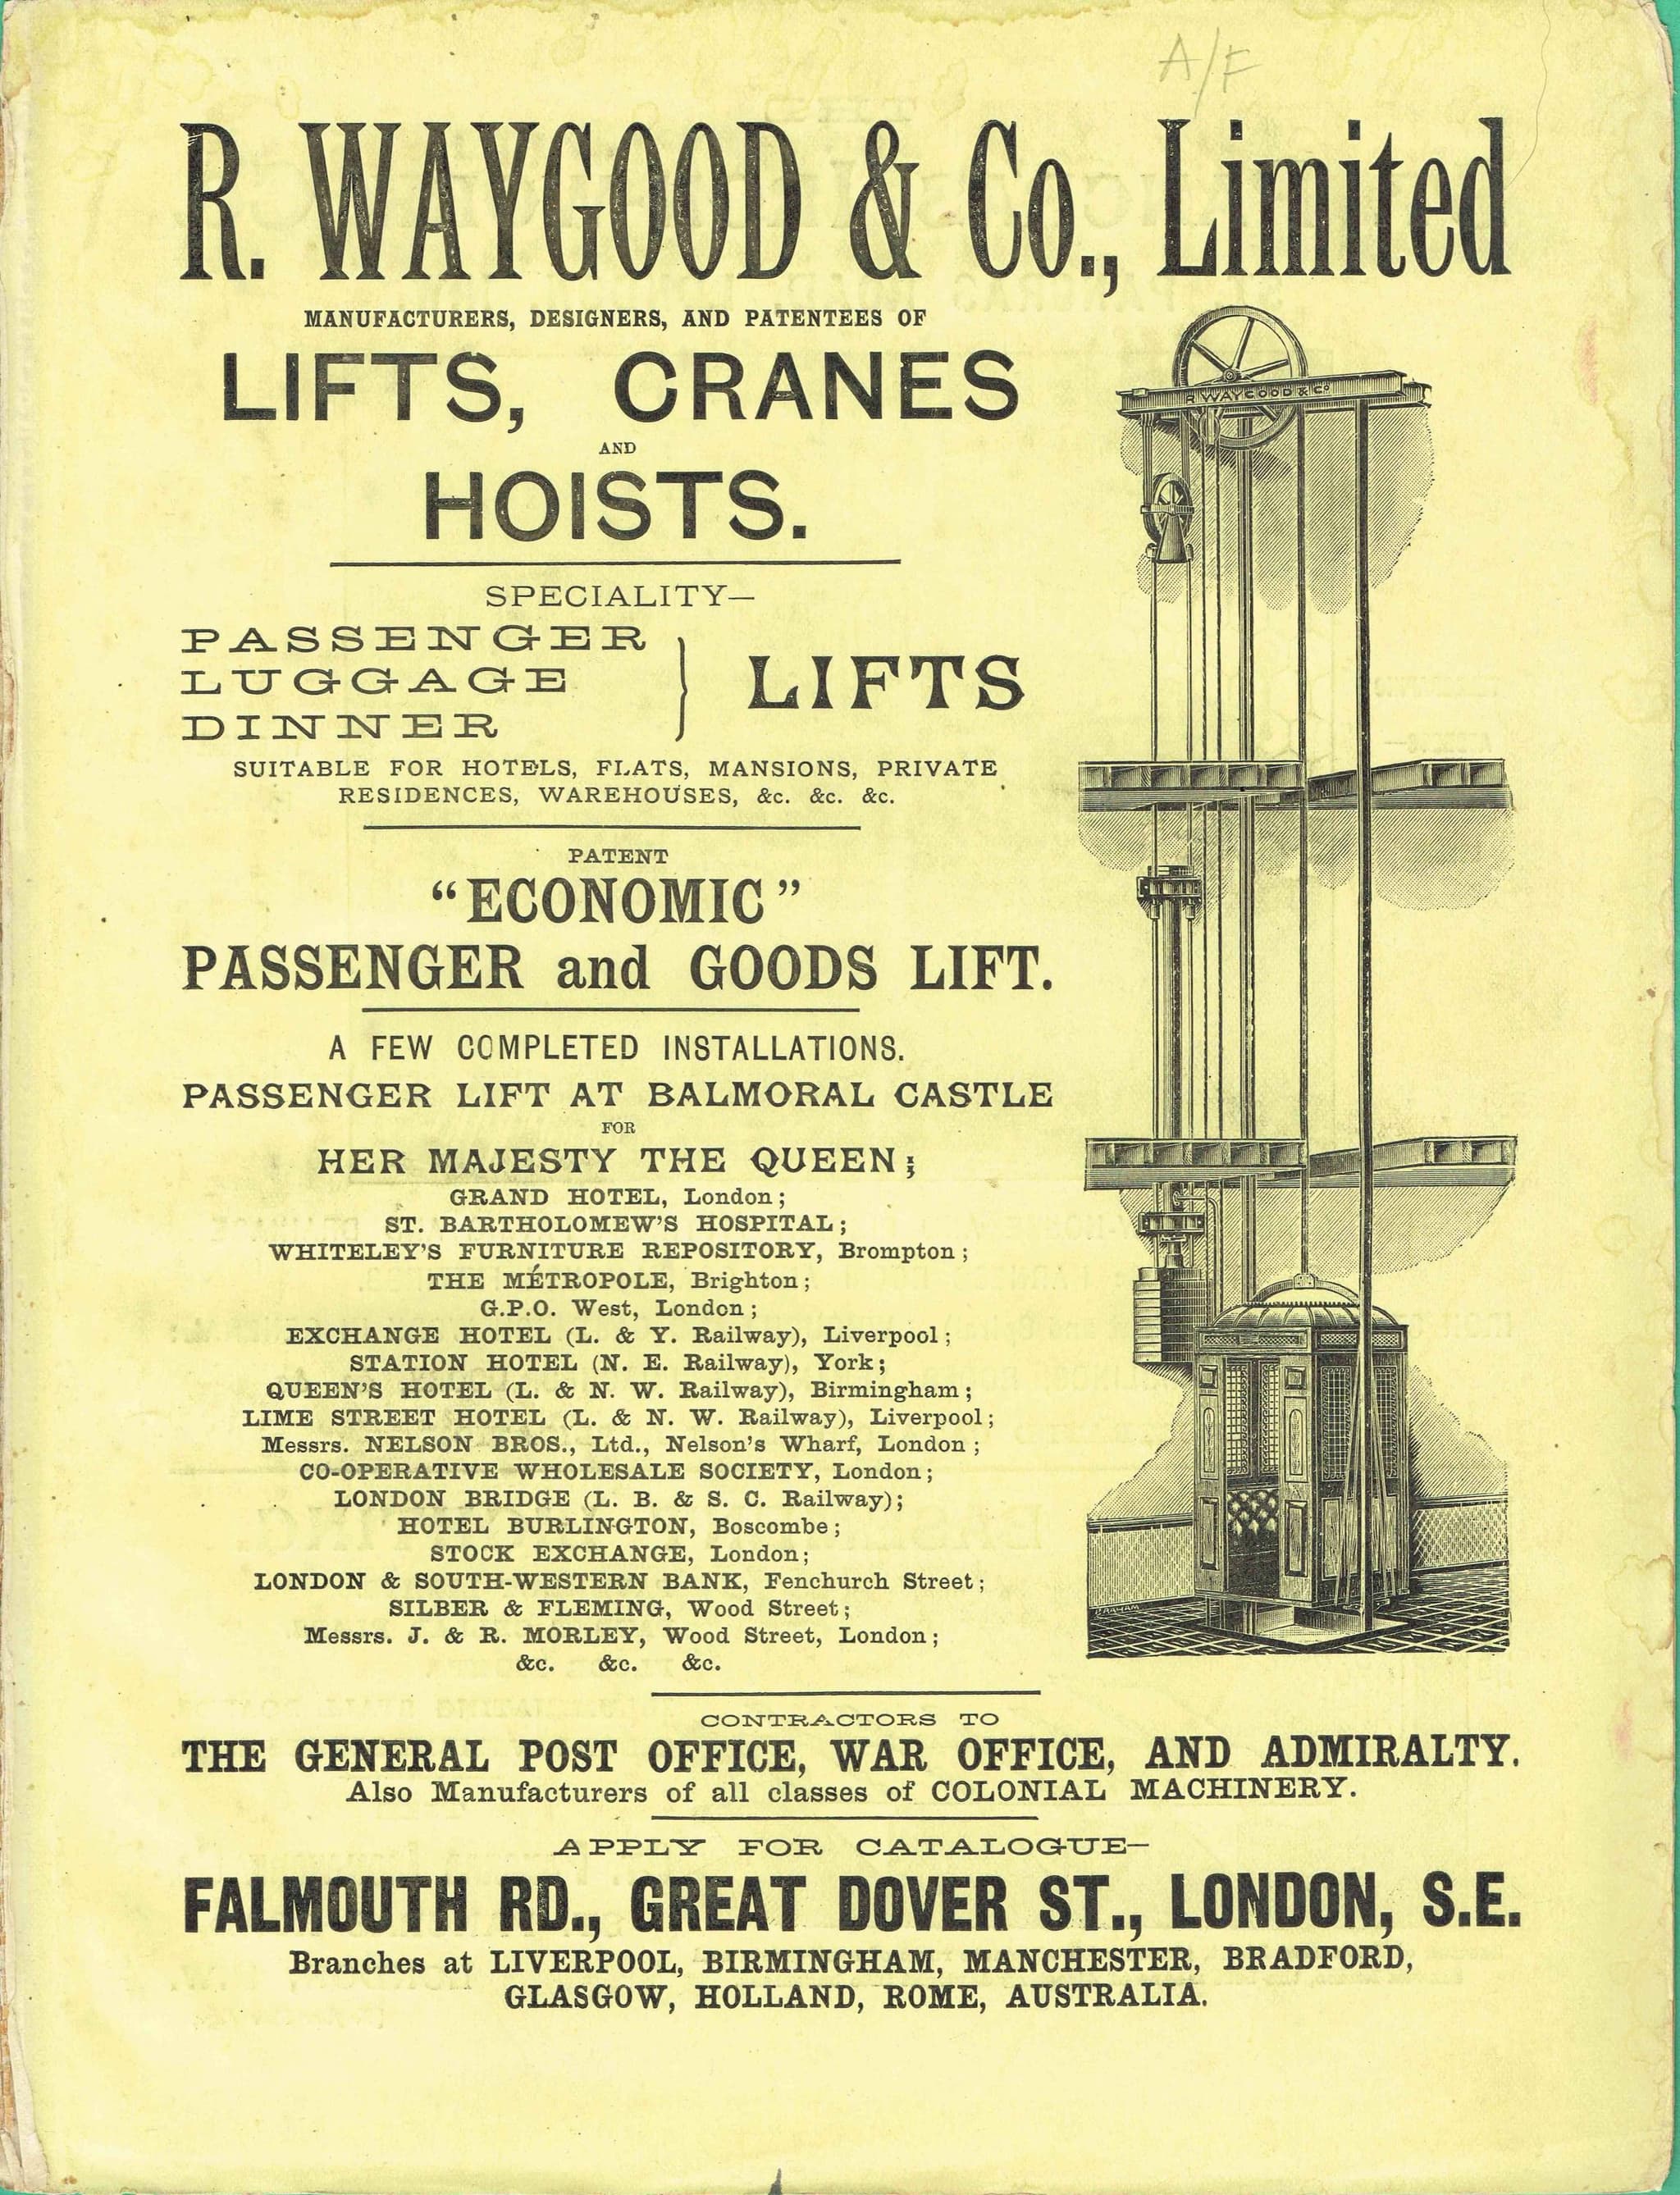 A/F
R. WAYGOOD & Co., Limited
MANUFACTURERS, DESIGNERS, AND PATENTEES OF
LIFTS, CRANES
AND
HOISTS.
R WAYGOOD & Co
SPECIALITY—
PASSENGER
LUGGAGE
DINNER
} LIFTS
SUITABLE FOR HOTELS, FLATS, MANSIONS, PRIVATE
RESIDENCES, WAREHOUSES, &c. &c. &c.
PATENT
“ECONOMIC”
PASSENGER and GOODS LIFT.
A FEW COMPLETED INSTALLATIONS.
PASSENGER LIFT AT BALMORAL CASTLE
FOR
HER MAJESTY THE QUEEN;
GRAND HOTEL, London;
ST. BARTHOLOMEW'S HOSPITAL;
WHITELEY'S FURNITURE REPOSITORY, Brompton;
THE MÉTROPOLE, Brighton;
G.P.O. West, London;
EXCHANGE HOTEL (L. & Y. Railway), Liverpool;
STATION HOTEL (N. E. Railway), York;
QUEEN'S HOTEL (L. & N. W. Railway), Birmingham;
LIME STREET HOTEL (L. & N. W. Railway), Liverpool;
Messrs. NELSON BROS., Ltd., Nelson's Wharf, London;
CO-OPERATIVE WHOLESALE SOCIETY, London;
LONDON BRIDGE (L. B. & S. C. Railway);
HOTEL BURLINGTON, Boscombe;
STOCK EXCHANGE, London;
LONDON & SOUTH-WESTERN BANK, Fenchurch Street;
SILBER & FLEMING, Wood Street;
Messrs. J. & R. MORLEY, Wood Street, London;
&c. &c. &c.
CONTRACTORS TO
THE GENERAL POST OFFICE, WAR OFFICE, AND ADMIRALTY.
Also Manufacturers of all classes of COLONIAL MACHINERY.
APPLY FOR CATALOGUE—
FALMOUTH RD., GREAT DOVER ST., LONDON, S.E.
Branches at LIVERPOOL, BIRMINGHAM, MANCHESTER, BRADFORD,
GLASGOW, HOLLAND, ROME, AUSTRALIA.